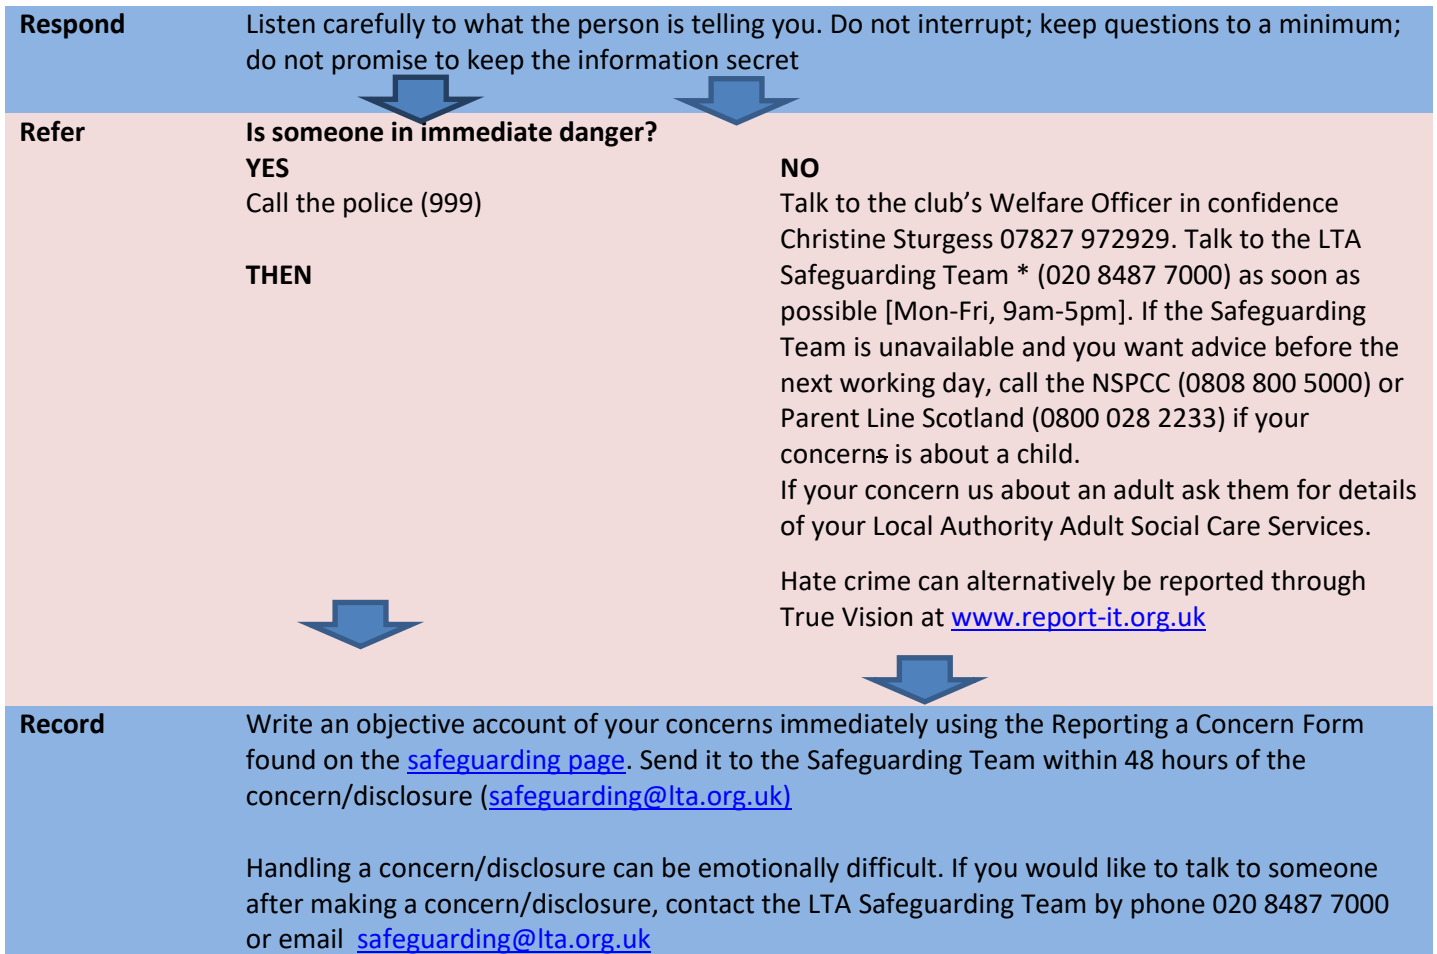 Respond
Listen carefully to what the person is telling you. Do not interrupt; keep questions to a minimum;
do not promise to keep the information secret
Refer
Is someone in immediate danger?
YES
Call the police (999)
THEN
NO
Talk to the club’s Welfare Officer in confidence
Christine Sturgess 07827 972929. Talk to the LTA
Safeguarding Team * (020 8487 7000) as soon as
possible [Mon-Fri, 9am-5pm]. If the Safeguarding
Team is unavailable and you want advice before the
next working day, call the NSPCC (0808 800 5000) or
Parent Line Scotland (0800 028 2233) if your
concerns is about a child.
If your concern us about an adult ask them for details
of your Local Authority Adult Social Care Services.
Hate crime can alternatively be reported through
True Vision at www.report-it.org.uk
Record
Write an objective account of your concerns immediately using the Reporting a Concern Form
found on the safeguarding page. Send it to the Safeguarding Team within 48 hours of the
concern/disclosure (safeguarding@lta.org.uk)
Handling a concern/disclosure can be emotionally difficult. If you would like to talk to someone
after making a concern/disclosure, contact the LTA Safeguarding Team by phone 020 8487 7000
or email safeguarding@lta.org.uk